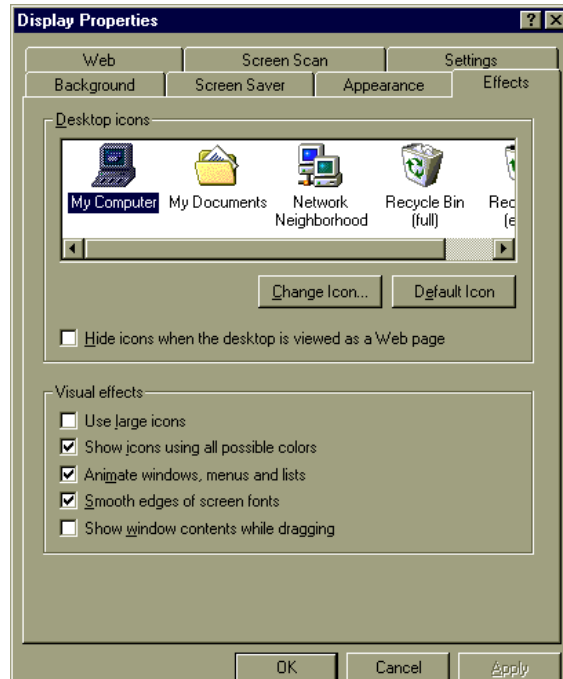 Display Properties
Web Screen Scan Settings
Background Screen Saver Appearance Effects
Desktop icons
My Computer My Documents Network Neighborhood Recycle Bin (full)
Change Icon... Default Icon
Hide icons when the desktop is viewed as a Web page
Visual effects
Use large icons
Show icons using all possible colors
Animate windows, menus and lists
Smooth edges of screen fonts
Show window contents while dragging
OK Cancel Apply